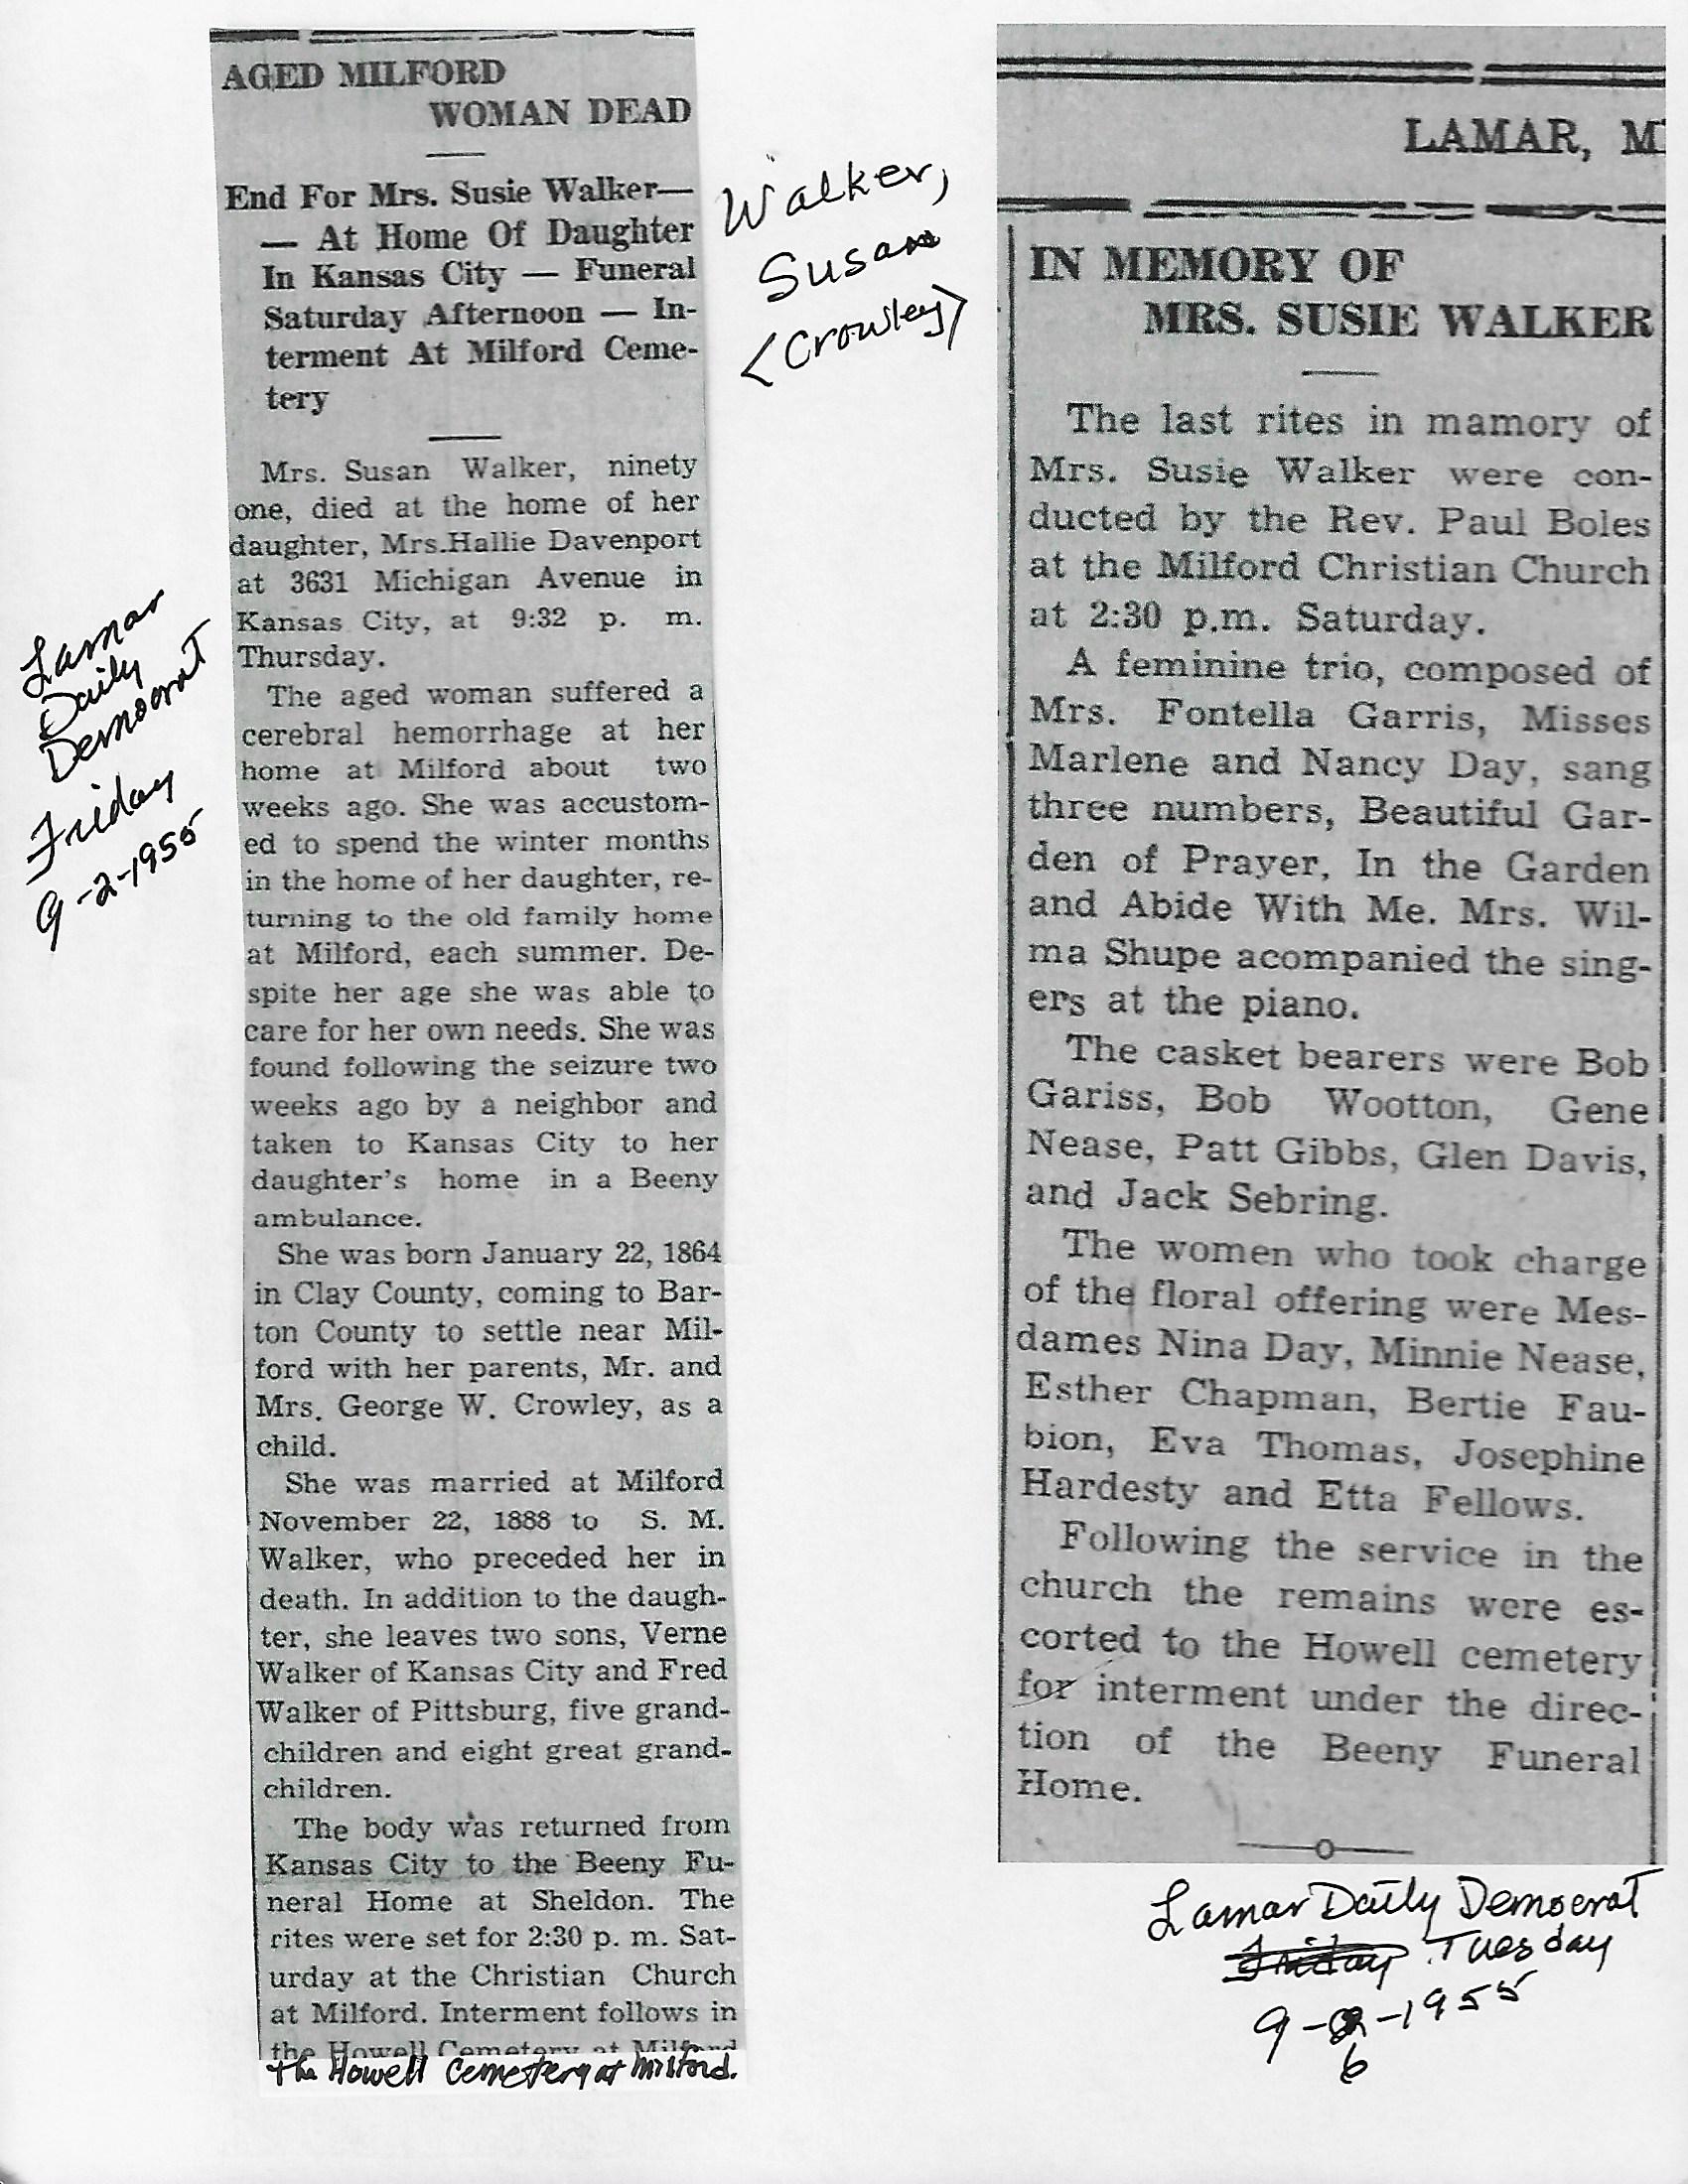 AGED MILFORD
WOMAN DEAD
End For Mrs. Susie Walker—
— At Home Of Daughter
In Kansas City — Funeral
Saturday Afternoon — In-
terment At Milford Ceme-
tery
Mrs. Susan Walker, ninety
one, died at the home of her
daughter, Mrs.Hallie Davenport
at 3631 Michigan Avenue in
Kansas City, at 9:32 p. m.
Thursday.
The aged woman suffered a
cerebral hemorrhage at her
home at Milford about two
weeks ago. She was accustom-
ed to spend the winter months
in the home of her daughter, re-
turning to the old family home
at Milford, each summer. De-
spite her age she was able to
care for her own needs. She was
found following the seizure two
weeks ago by a neighbor and
taken to Kansas City to her
daughter's home in a Beeny
ambulance.
She was born January 22, 1864
in Clay County, coming to Bar-
ton County to settle near Mil-
ford with her parents, Mr. and
Mrs. George W. Crowley, as a
child.
She was married at Milford
November 22, 1888 to S. M.
Walker, who preceded her in
death. In addition to the daugh-
ter, she leaves two sons, Verne
Walker of Kansas City and Fred
Walker of Pittsburg, five grand-
children and eight great grand-
children.
The body was returned from
Kansas City to the Beeny Fu-
neral Home at Sheldon. The
rites were set for 2:30 p. m. Sat-
urday at the Christian Church
at Milford. Interment follows in
the Howell Cemetery at Milford
the Howell Cemetery at Milford.
Lamar
Daily
Democrat
Friday
9-2-1955
Walker,
Susan
<Crowley>
LAMAR, M
IN MEMORY OF
MRS. SUSIE WALKER
The last rites in mamory of
Mrs. Susie Walker were con-
ducted by the Rev. Paul Boles
at the Milford Christian Church
at 2:30 p.m. Saturday.
A feminine trio, composed of
Mrs. Fontella Garris, Misses
Marlene and Nancy Day, sang
three numbers, Beautiful Gar-
den of Prayer, In the Garden
and Abide With Me. Mrs. Wil-
ma Shupe acompanied the sing-
ers at the piano.
The casket bearers were Bob
Gariss, Bob Wootton, Gene
Nease, Patt Gibbs, Glen Davis,
and Jack Sebring.
The women who took charge
of the floral offering were Mes-
dames Nina Day, Minnie Nease,
Esther Chapman, Bertie Fau-
bion, Eva Thomas, Josephine
Hardesty and Etta Fellows.
Following the service in the
church the remains were es-
corted to the Howell cemetery
for interment under the direc-
tion of the Beeny Funeral
Home.
Lamar Daily Democrat
Friday Tuesday
9-2-1955
6